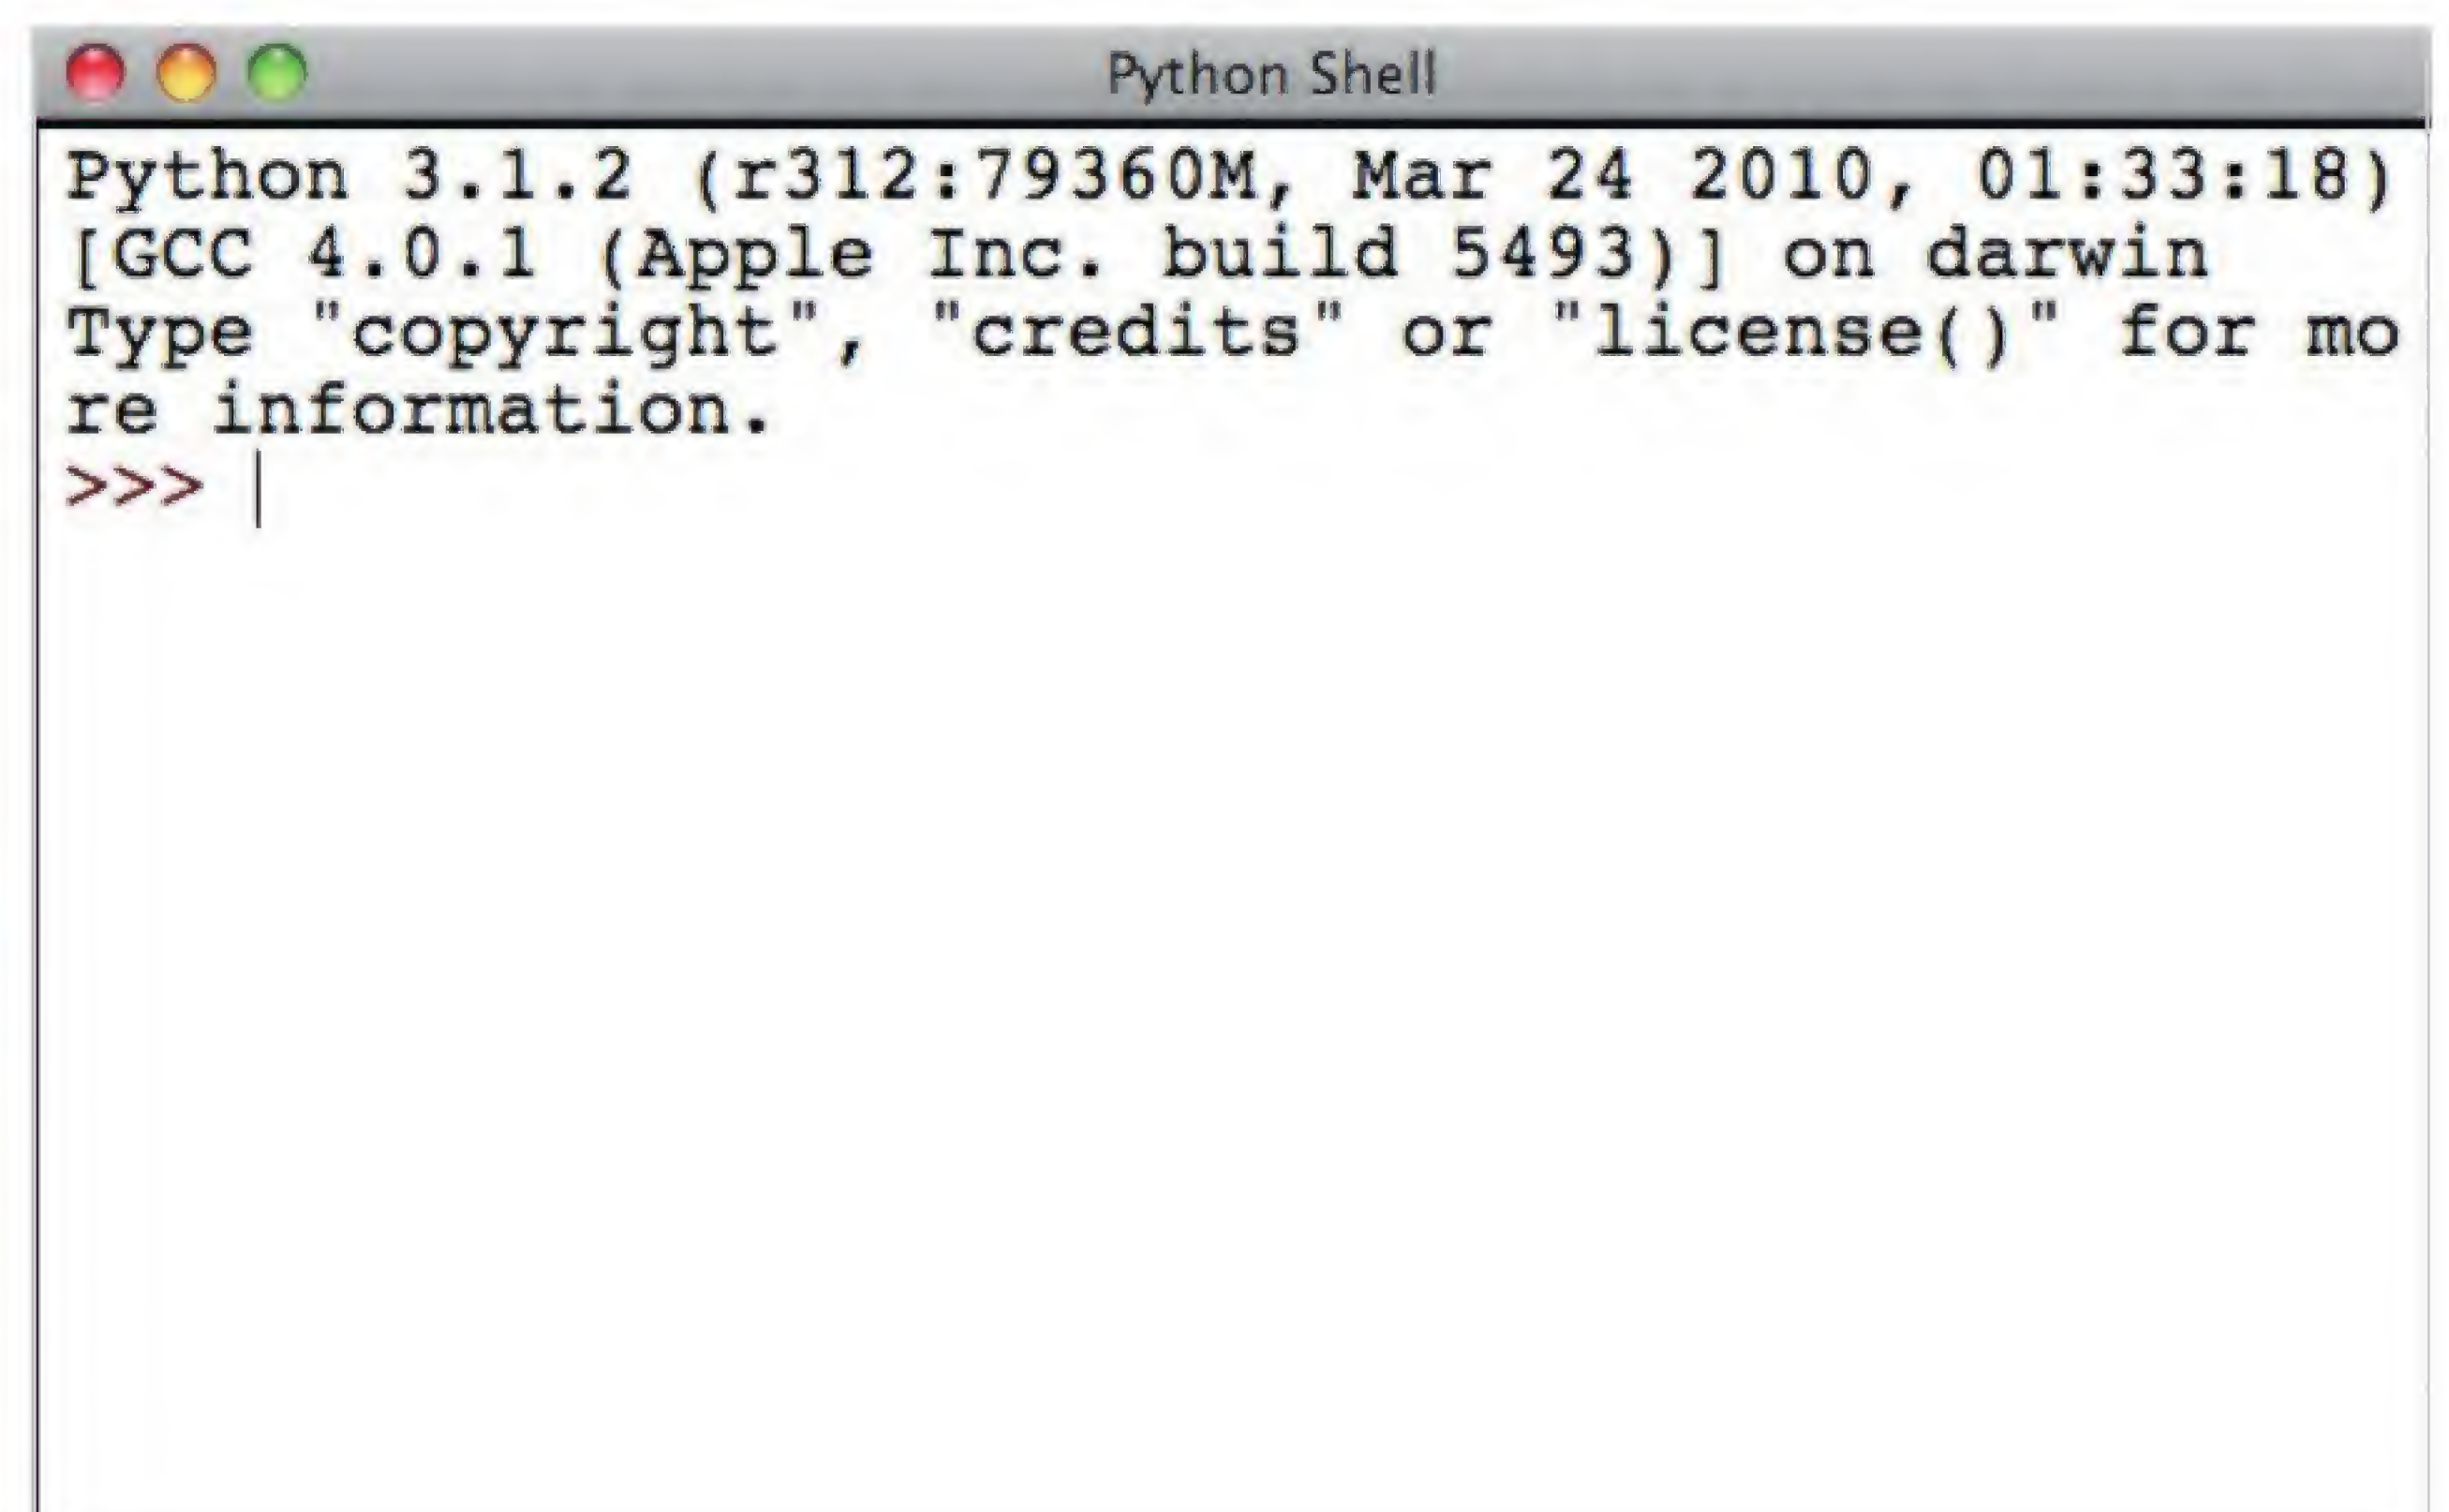 Python Shell
Python 3.1.2 (r312:79360M, Mar 24 2010, 01:33:18)
[GCC 4.0.1 (Apple Inc. build 5493)] on darwin
Type "copyright", "credits" or "license()" for mo
re information.
>>>